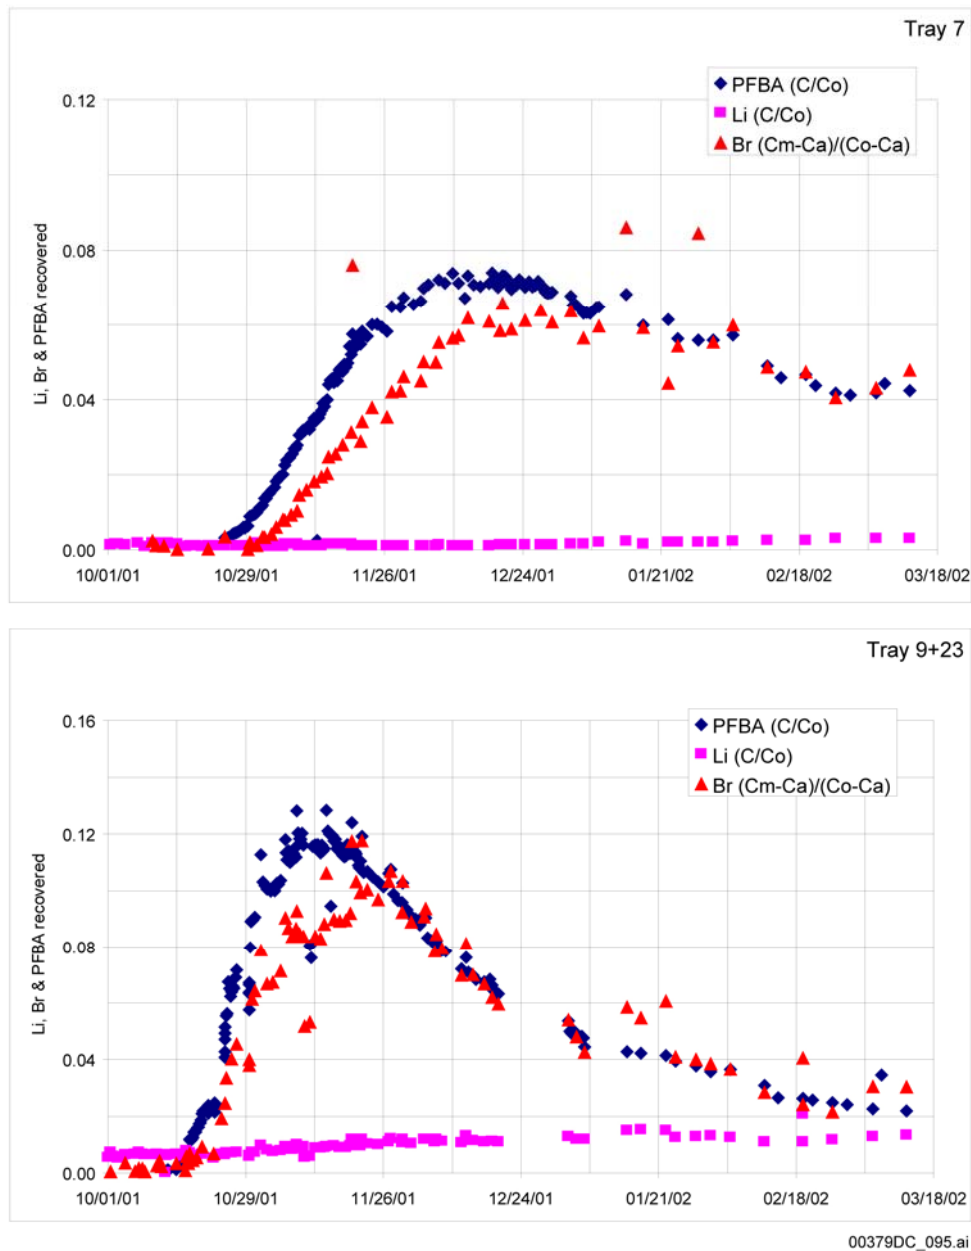 Tray 7
PFBA (C/Co)
Li (C/Co)
Br (Cm-Ca)/(Co-Ca)
Li, Br & PFBA recovered
0.12
0.08
0.04
0.00
10/01/01 10/29/01 11/26/01 12/24/01 01/21/02 02/18/02 03/18/02
Tray 9+23
PFBA (C/Co)
Li (C/Co)
Br (Cm-Ca)/(Co-Ca)
Li, Br & PFBA recovered
0.16
0.12
0.08
0.04
0.00
10/01/01 10/29/01 11/26/01 12/24/01 01/21/02 02/18/02 03/18/02
00379DC_095.ai